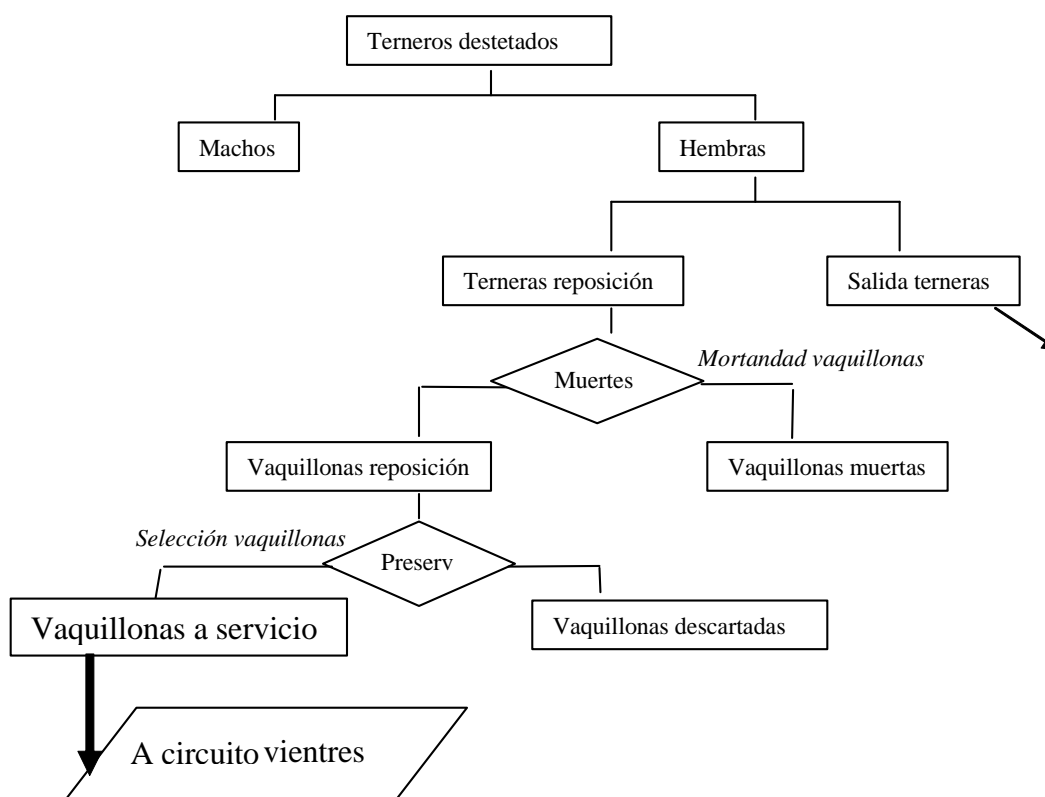 Terneros destetados
Machos
Hembras
Terneras reposición
Salida terneras
Mortandad vaquillonas
Muertes
Vaquillonas reposición
Vaquillonas muertas
Selección vaquillonas
Preserv
Vaquillonas a servicio
Vaquillonas descartadas
A circuito vientres